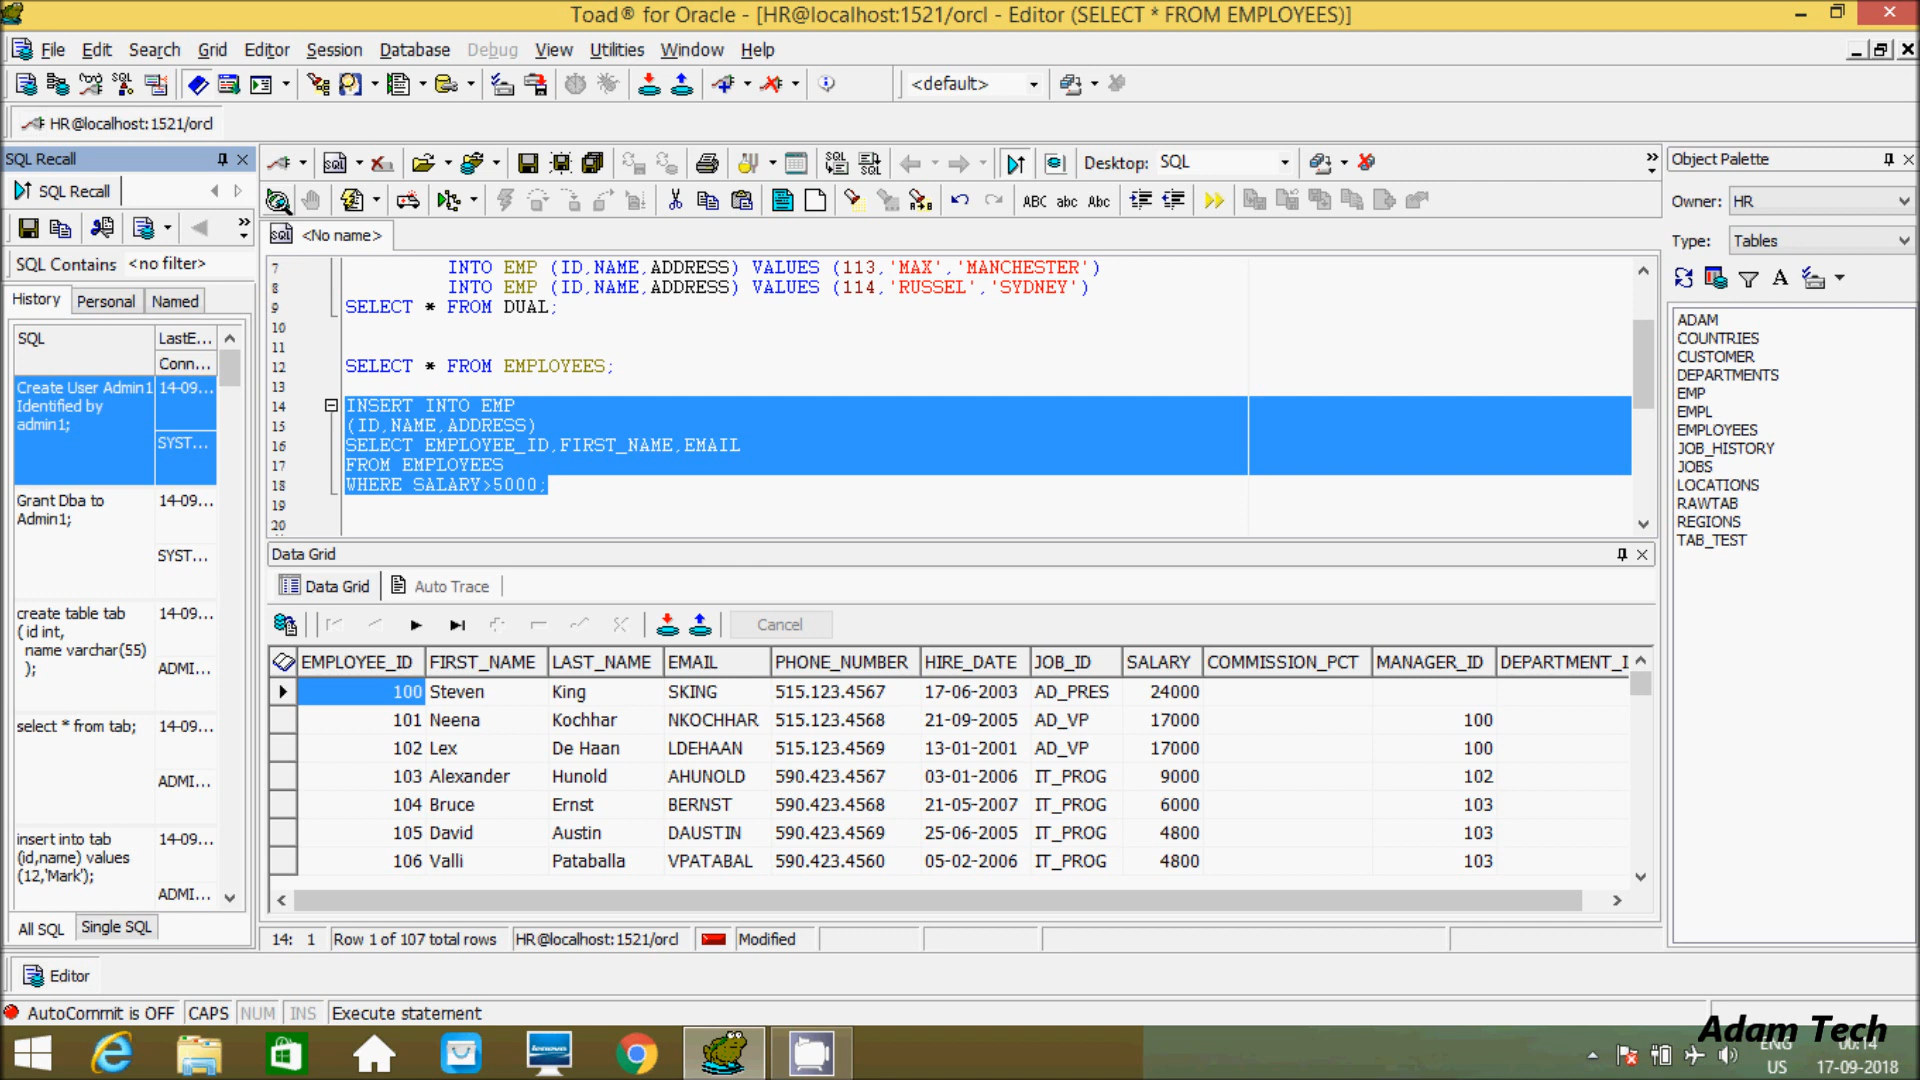 Toad® for Oracle - [HR@localhost:1521/orcl - Editor (SELECT * FROM EMPLOYEES)]
File Edit Search Grid Editor Session Database Debug View Utilities Window Help
<default>
HR@localhost:1521/orcl
SQL Recall
SQL Recall
SQL Contains <no filter>
History Personal Named
SQL LastE...
Conn...
Create User Admin1 14-09...
Identified by
admin1;
SYST...
Grant Dba to 14-09...
Admin1;
SYST...
create table tab 14-09...
( id int,
name varchar(55)
);
ADMI...
select * from tab; 14-09...
ADMI...
insert into tab 14-09...
(id,name) values
(12,'Mark');
ADMI...
All SQL Single SQL
Desktop: SQL
ABC abc Abc
<No name>
7 INTO EMP (ID,NAME,ADDRESS) VALUES (113,'MAX','MANCHESTER')
8 INTO EMP (ID,NAME,ADDRESS) VALUES (114,'RUSSEL','SYDNEY')
9 SELECT * FROM DUAL;
10
11
12 SELECT * FROM EMPLOYEES;
13
14 INSERT INTO EMP
15 (ID,NAME,ADDRESS)
16 SELECT EMPLOYEE_ID,FIRST_NAME,EMAIL
17 FROM EMPLOYEES
18 WHERE SALARY>5000;
19
20
Data Grid
Data Grid Auto Trace
Cancel
EMPLOYEE_ID FIRST_NAME LAST_NAME EMAIL PHONE_NUMBER HIRE_DATE JOB_ID SALARY COMMISSION_PCT MANAGER_ID DEPARTMENT_I
100 Steven King SKING 515.123.4567 17-06-2003 AD_PRES 24000
101 Neena Kochhar NKOCHHAR 515.123.4568 21-09-2005 AD_VP 17000 100
102 Lex De Haan LDEHAAN 515.123.4569 13-01-2001 AD_VP 17000 100
103 Alexander Hunold AHUNOLD 590.423.4567 03-01-2006 IT_PROG 9000 102
104 Bruce Ernst BERNST 590.423.4568 21-05-2007 IT_PROG 6000 103
105 David Austin DAUSTIN 590.423.4569 25-06-2005 IT_PROG 4800 103
106 Valli Pataballa VPATABAL 590.423.4560 05-02-2006 IT_PROG 4800 103
14: 1 Row 1 of 107 total rows HR@localhost:1521/orcl Modified
Object Palette
Owner: HR
Type: Tables
ADAM
COUNTRIES
CUSTOMER
DEPARTMENTS
EMP
EMPL
EMPLOYEES
JOB_HISTORY
JOBS
LOCATIONS
RAWTAB
REGIONS
TAB_TEST
Editor
AutoCommit is OFF CAPS NUM INS Execute statement
Adam Tech
ENG 00:14
US 17-09-2018